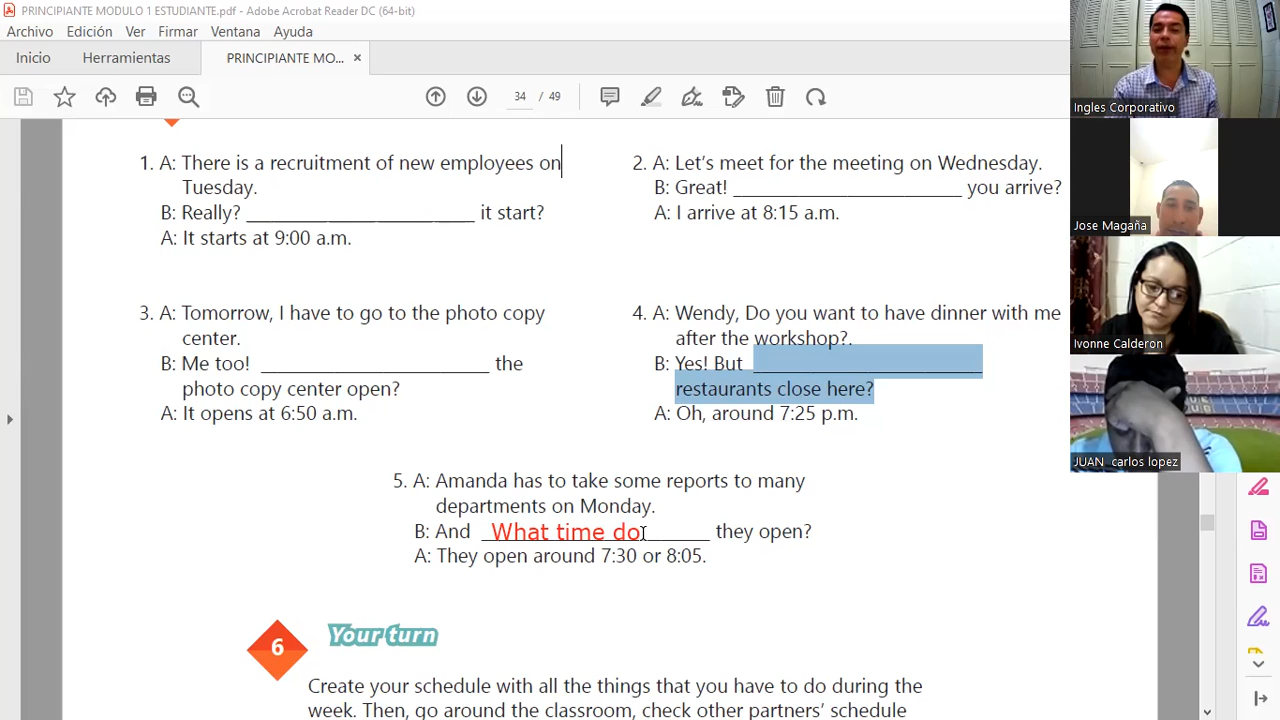 PRINCIPIANTE MODULO 1 ESTUDIANTE.pdf - Adobe Acrobat Reader DC (64-bit)
Archivo Edición Ver Firmar Ventana Ayuda
Inicio Herramientas PRINCIPIANTE MO... ×
34 / 49
1. A: There is a recruitment of new employees on
Tuesday.
B: Really? ____________________ it start?
A: It starts at 9:00 a.m.
2. A: Let's meet for the meeting on Wednesday.
B: Great! ____________________ you arrive?
A: I arrive at 8:15 a.m.
3. A: Tomorrow, I have to go to the photo copy
center.
B: Me too! ____________________ the
photo copy center open?
A: It opens at 6:50 a.m.
4. A: Wendy, Do you want to have dinner with me
after the workshop?.
B: Yes! But ____________________
restaurants close here?
A: Oh, around 7:25 p.m.
5. A: Amanda has to take some reports to many
departments on Monday.
B: And What time do they open?
A: They open around 7:30 or 8:05.
6 Your turn
Create your schedule with all the things that you have to do during the
week. Then, go around the classroom, check other partners' schedule
Ingles Corporativo
Jose Magaña
Ivonne Calderon
JUAN carlos lopez